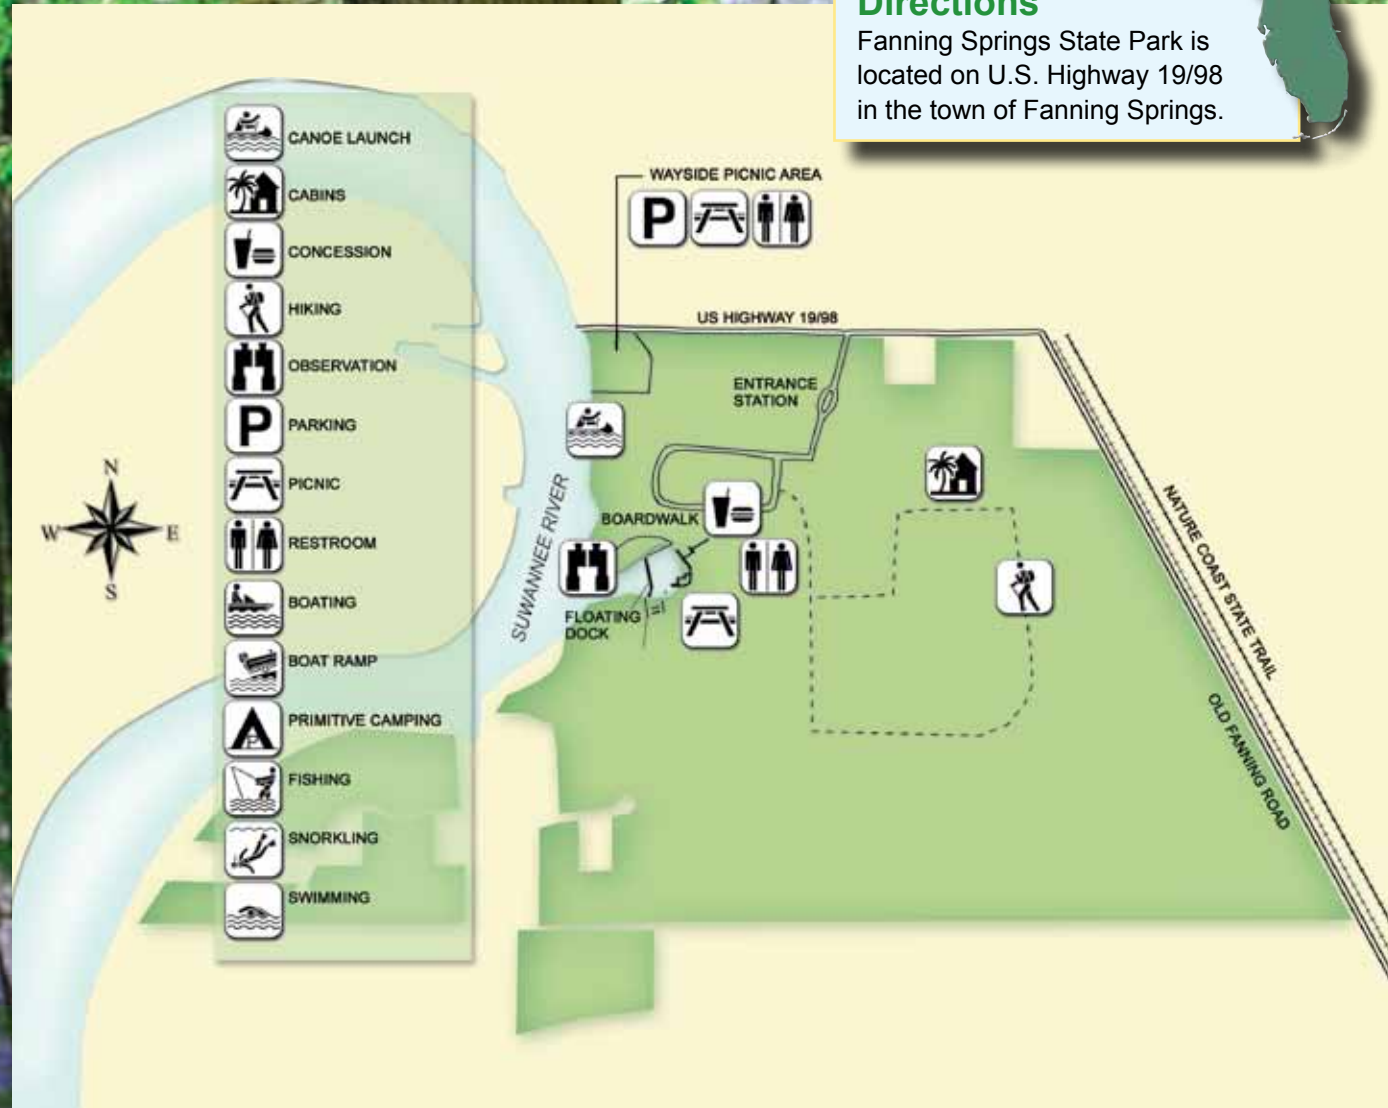 Directions
Fanning Springs State Park is
located on U.S. Highway 19/98
in the town of Fanning Springs.
CANOE LAUNCH
CABINS
CONCESSION
HIKING
OBSERVATION
P PARKING
PICNIC
RESTROOM
BOATING
BOAT RAMP
P PRIMITIVE CAMPING
FISHING
SNORKLING
SWIMMING
N
W E
S
WAYSIDE PICNIC AREA
P
US HIGHWAY 19/98
ENTRANCE
STATION
BOARDWALK
SUWANNEE RIVER
FLOATING
DOCK
NATURE COAST STATE TRAIL
OLD FANNING ROAD